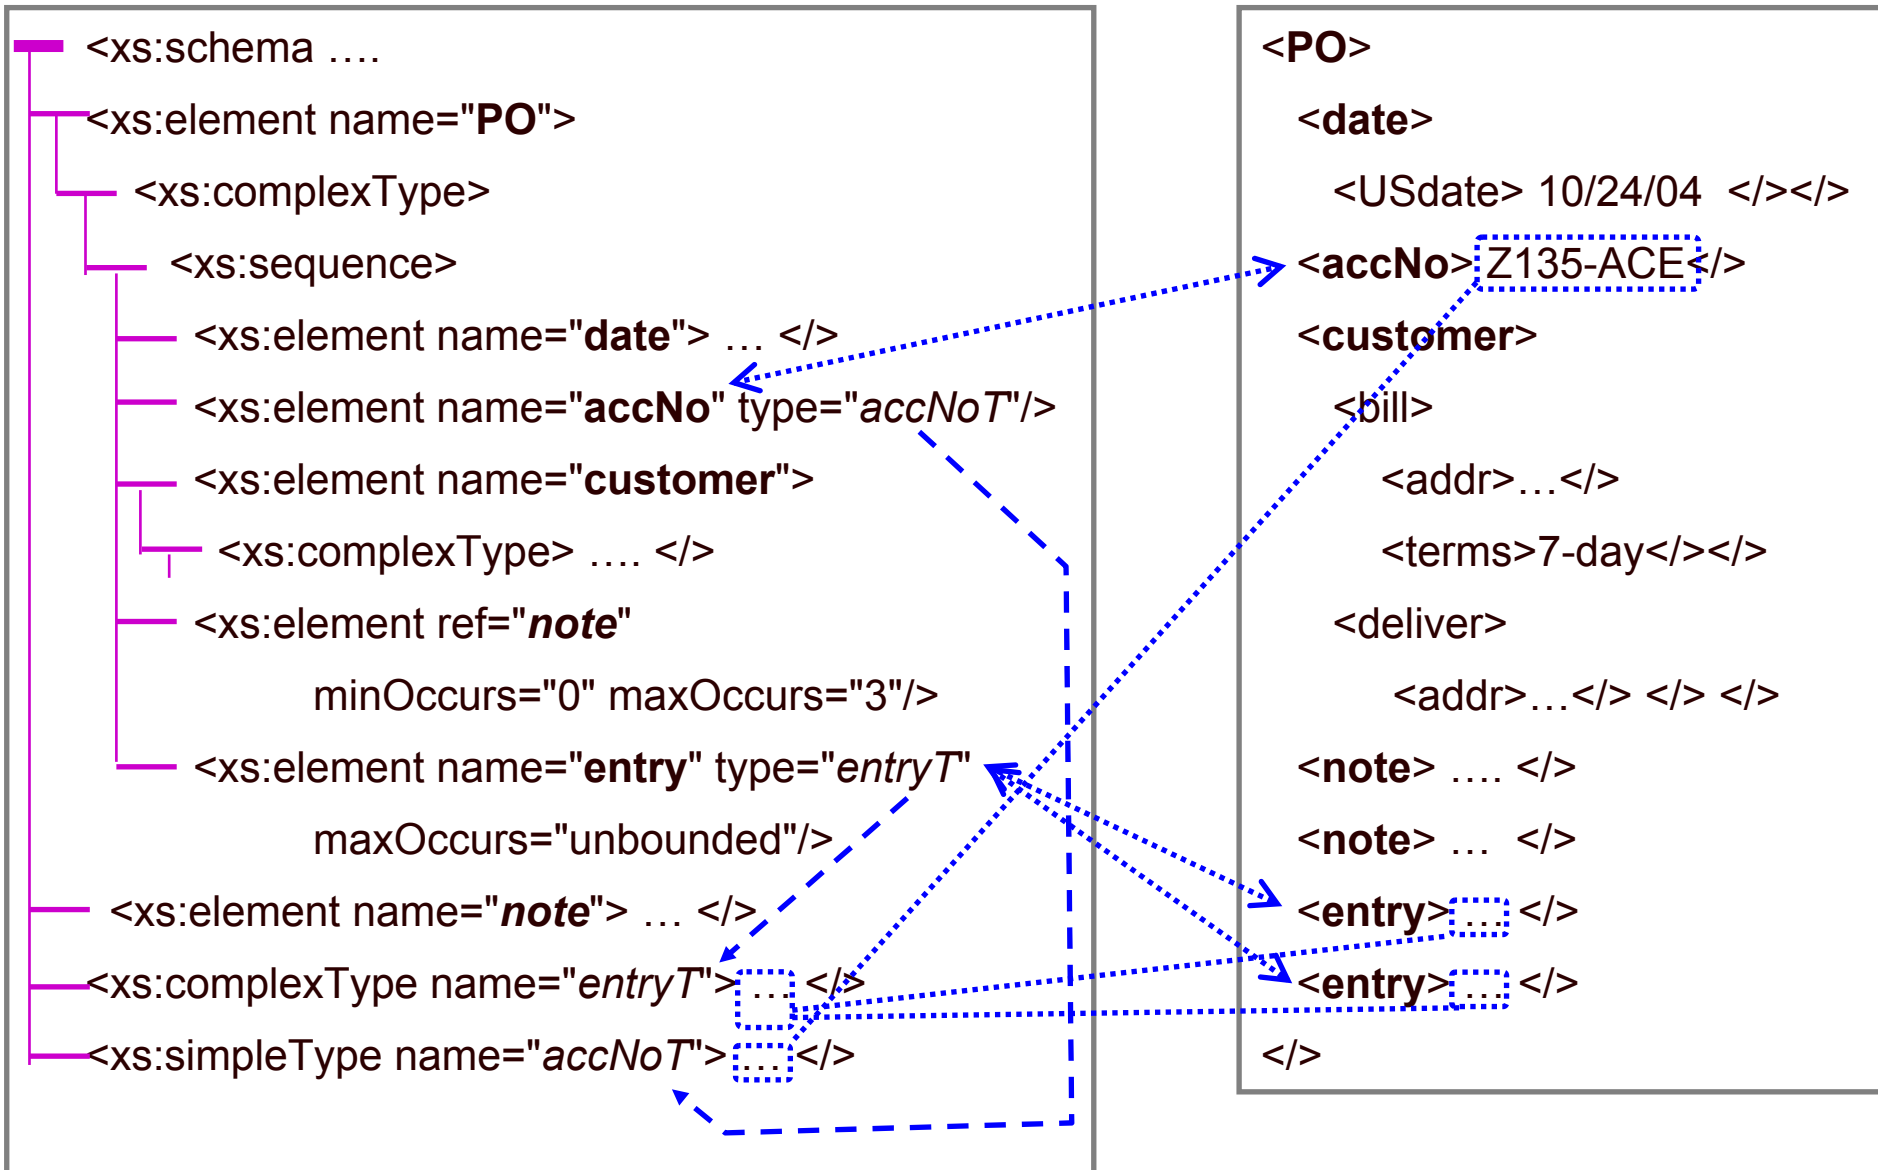 <xs:schema ….
<xs:element name="PO">
<xs:complexType>
<xs:sequence>
<xs:element name="date"> … </>
<xs:element name="accNo" type="accNoT"/>
<xs:element name="customer">
<xs:complexType> …. </>
<xs:element ref="note"
minOccurs="0" maxOccurs="3"/>
<xs:element name="entry" type="entryT"
maxOccurs="unbounded"/>
<xs:element name="note"> … </>
<xs:complexType name="entryT"> … </>
<xs:simpleType name="accNoT"> … </>
<PO>
<date>
<USdate> 10/24/04 </></>
<accNo> Z135-ACE</>
<customer>
<bill>
<addr>…</>
<terms>7-day</></>
<deliver>
<addr>…</> </> </>
<note> …. </>
<note> … </>
<entry> … </>
<entry> … </>
</>